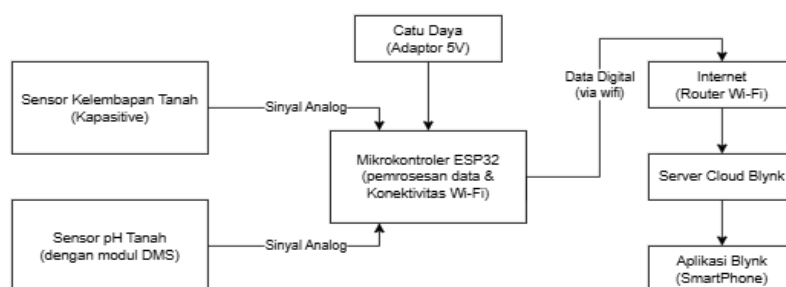 Catu Daya
(Adaptor 5V)
Sensor Kelembapan Tanah
(Kapasitive)
Sinyal Analog
Data Digital
(via wifi)
Internet
(Router Wi-Fi)
Mikrokontroler ESP32
(pemrosesan data &
Konektivitas Wi-Fi)
Server Cloud Blynk
Sensor pH Tanah
(dengan modul DMS)
Sinyal Analog
Aplikasi Blynk
(SmartPhone)